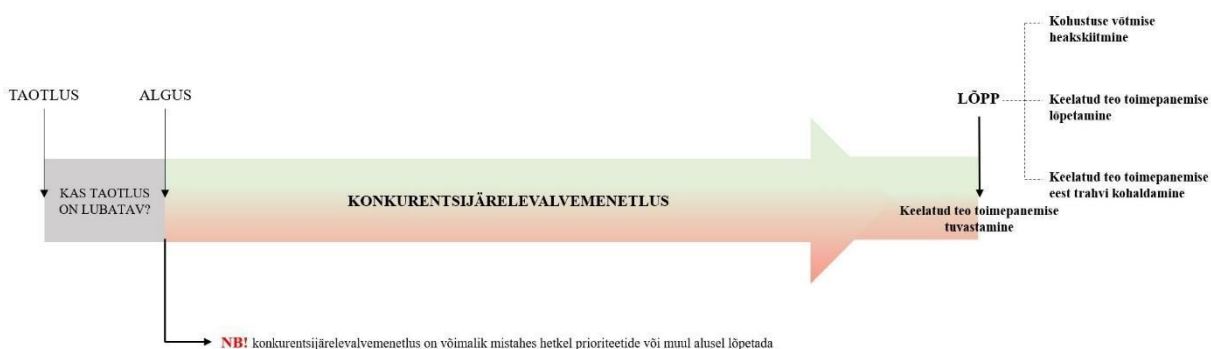 Kohustuse võtmise
heakskiitmine
TAOTLUS
ALGUS
LÕPP
Keelatud teo toimepanemise
lõpetamine
KAS TAOTLUS
ON LUBATAV?
KONKURENTSIJÄRELEVALVEMENETLUS
Keelatud teo toimepanemise
eest trahvi kohaldamine
Keelatud teo toimepanemise
tuvastamine
NB! konkurentsijärelevalvemenetlus on võimalik mistahes hetkel prioriteetide või muul alusel lõpetada